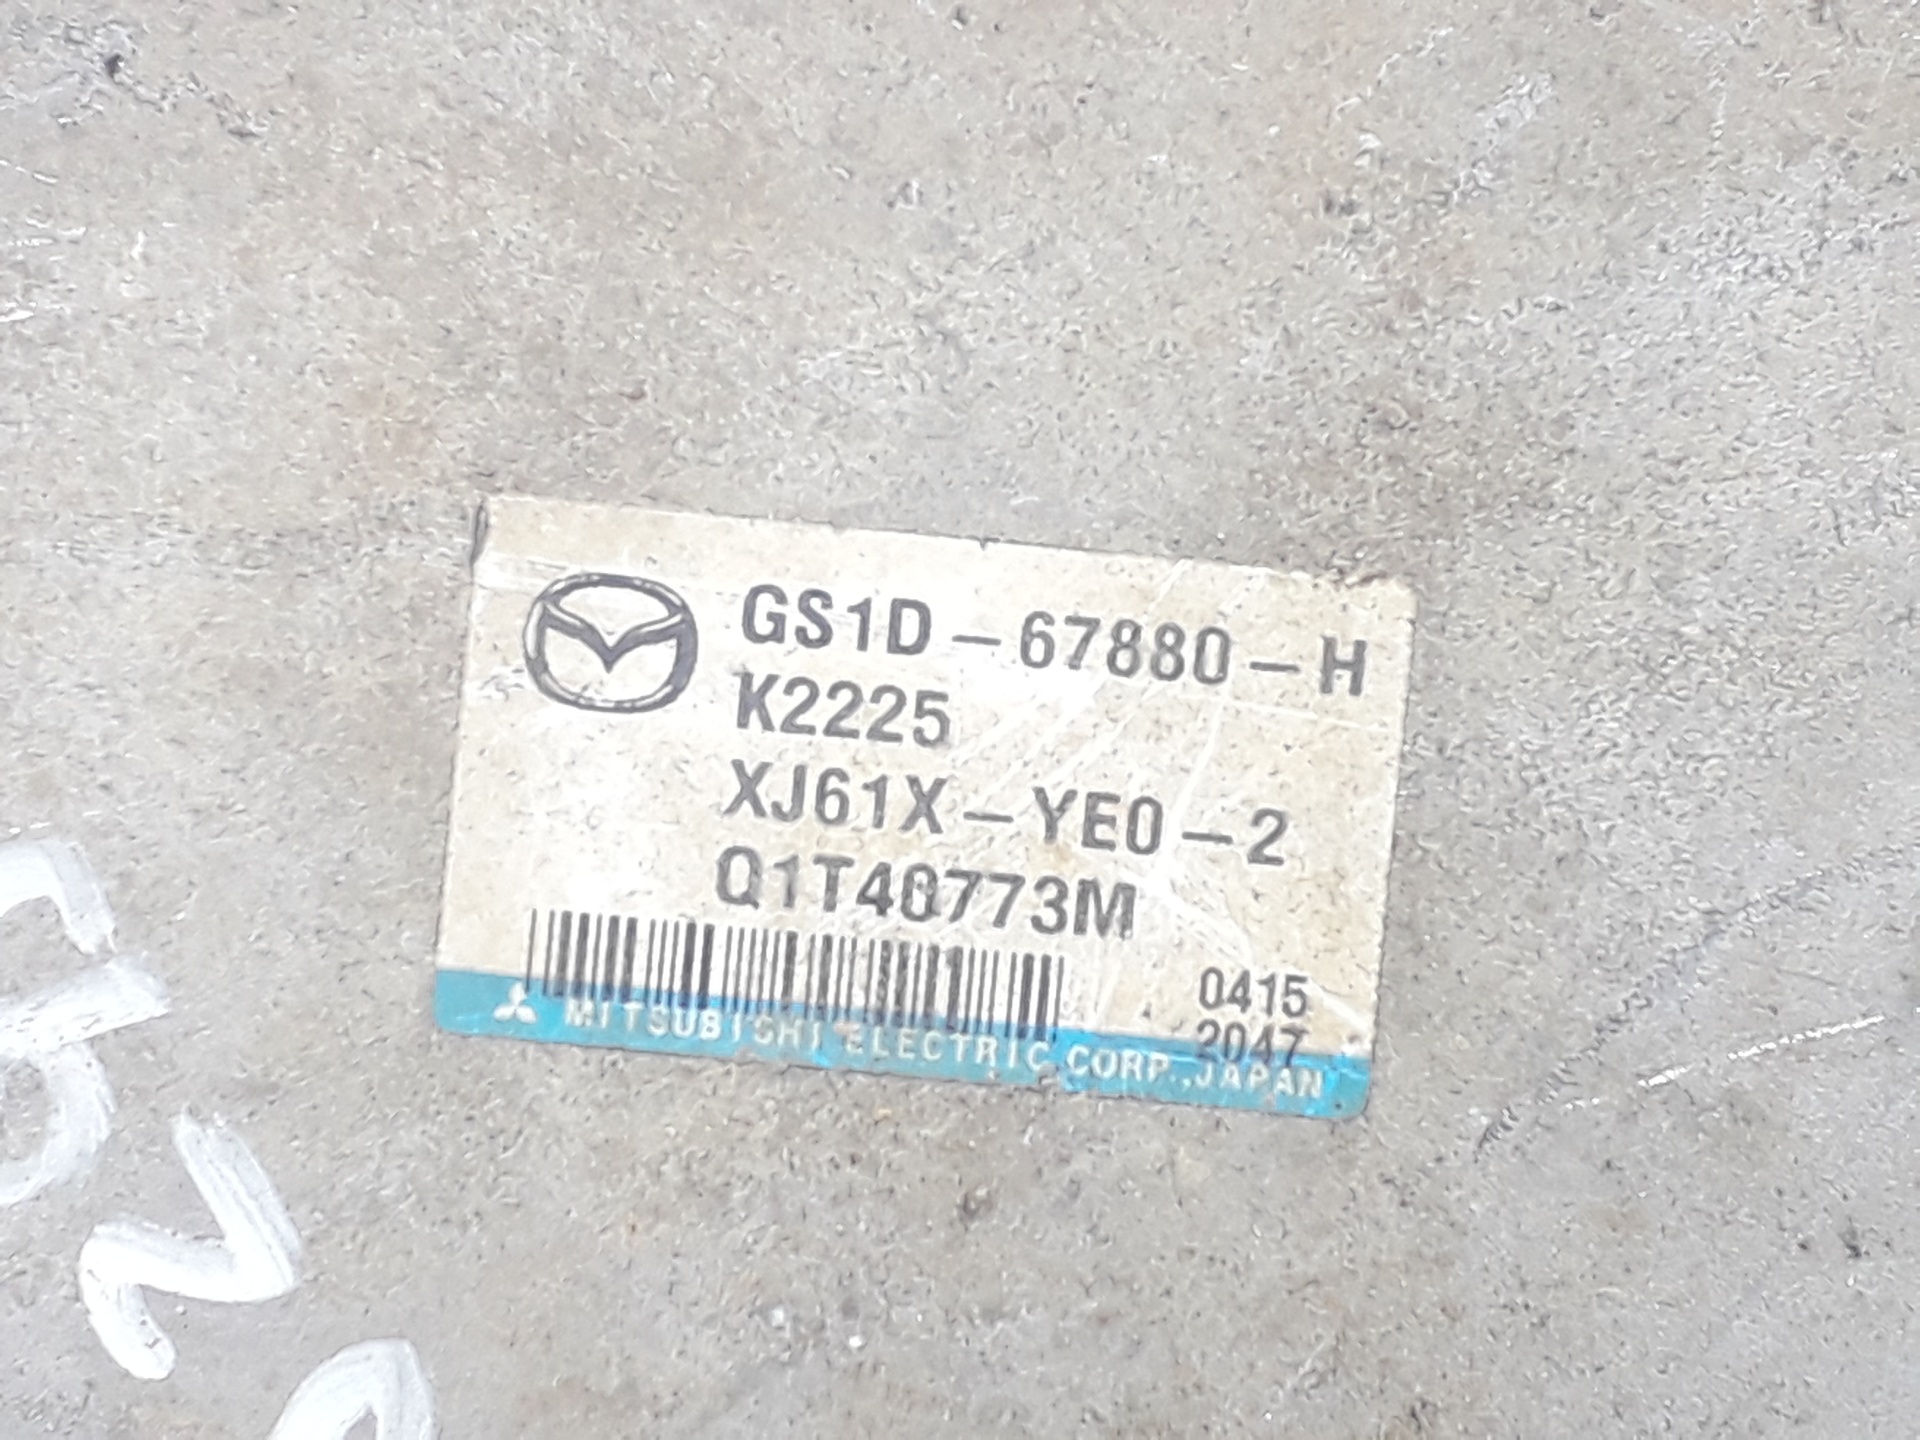 GS1D-67880-H
K2225
XJ61X-YE0-2
Q1T40773M
0415
2047
MITSUBISHI ELECTRIC CORP., JAPAN